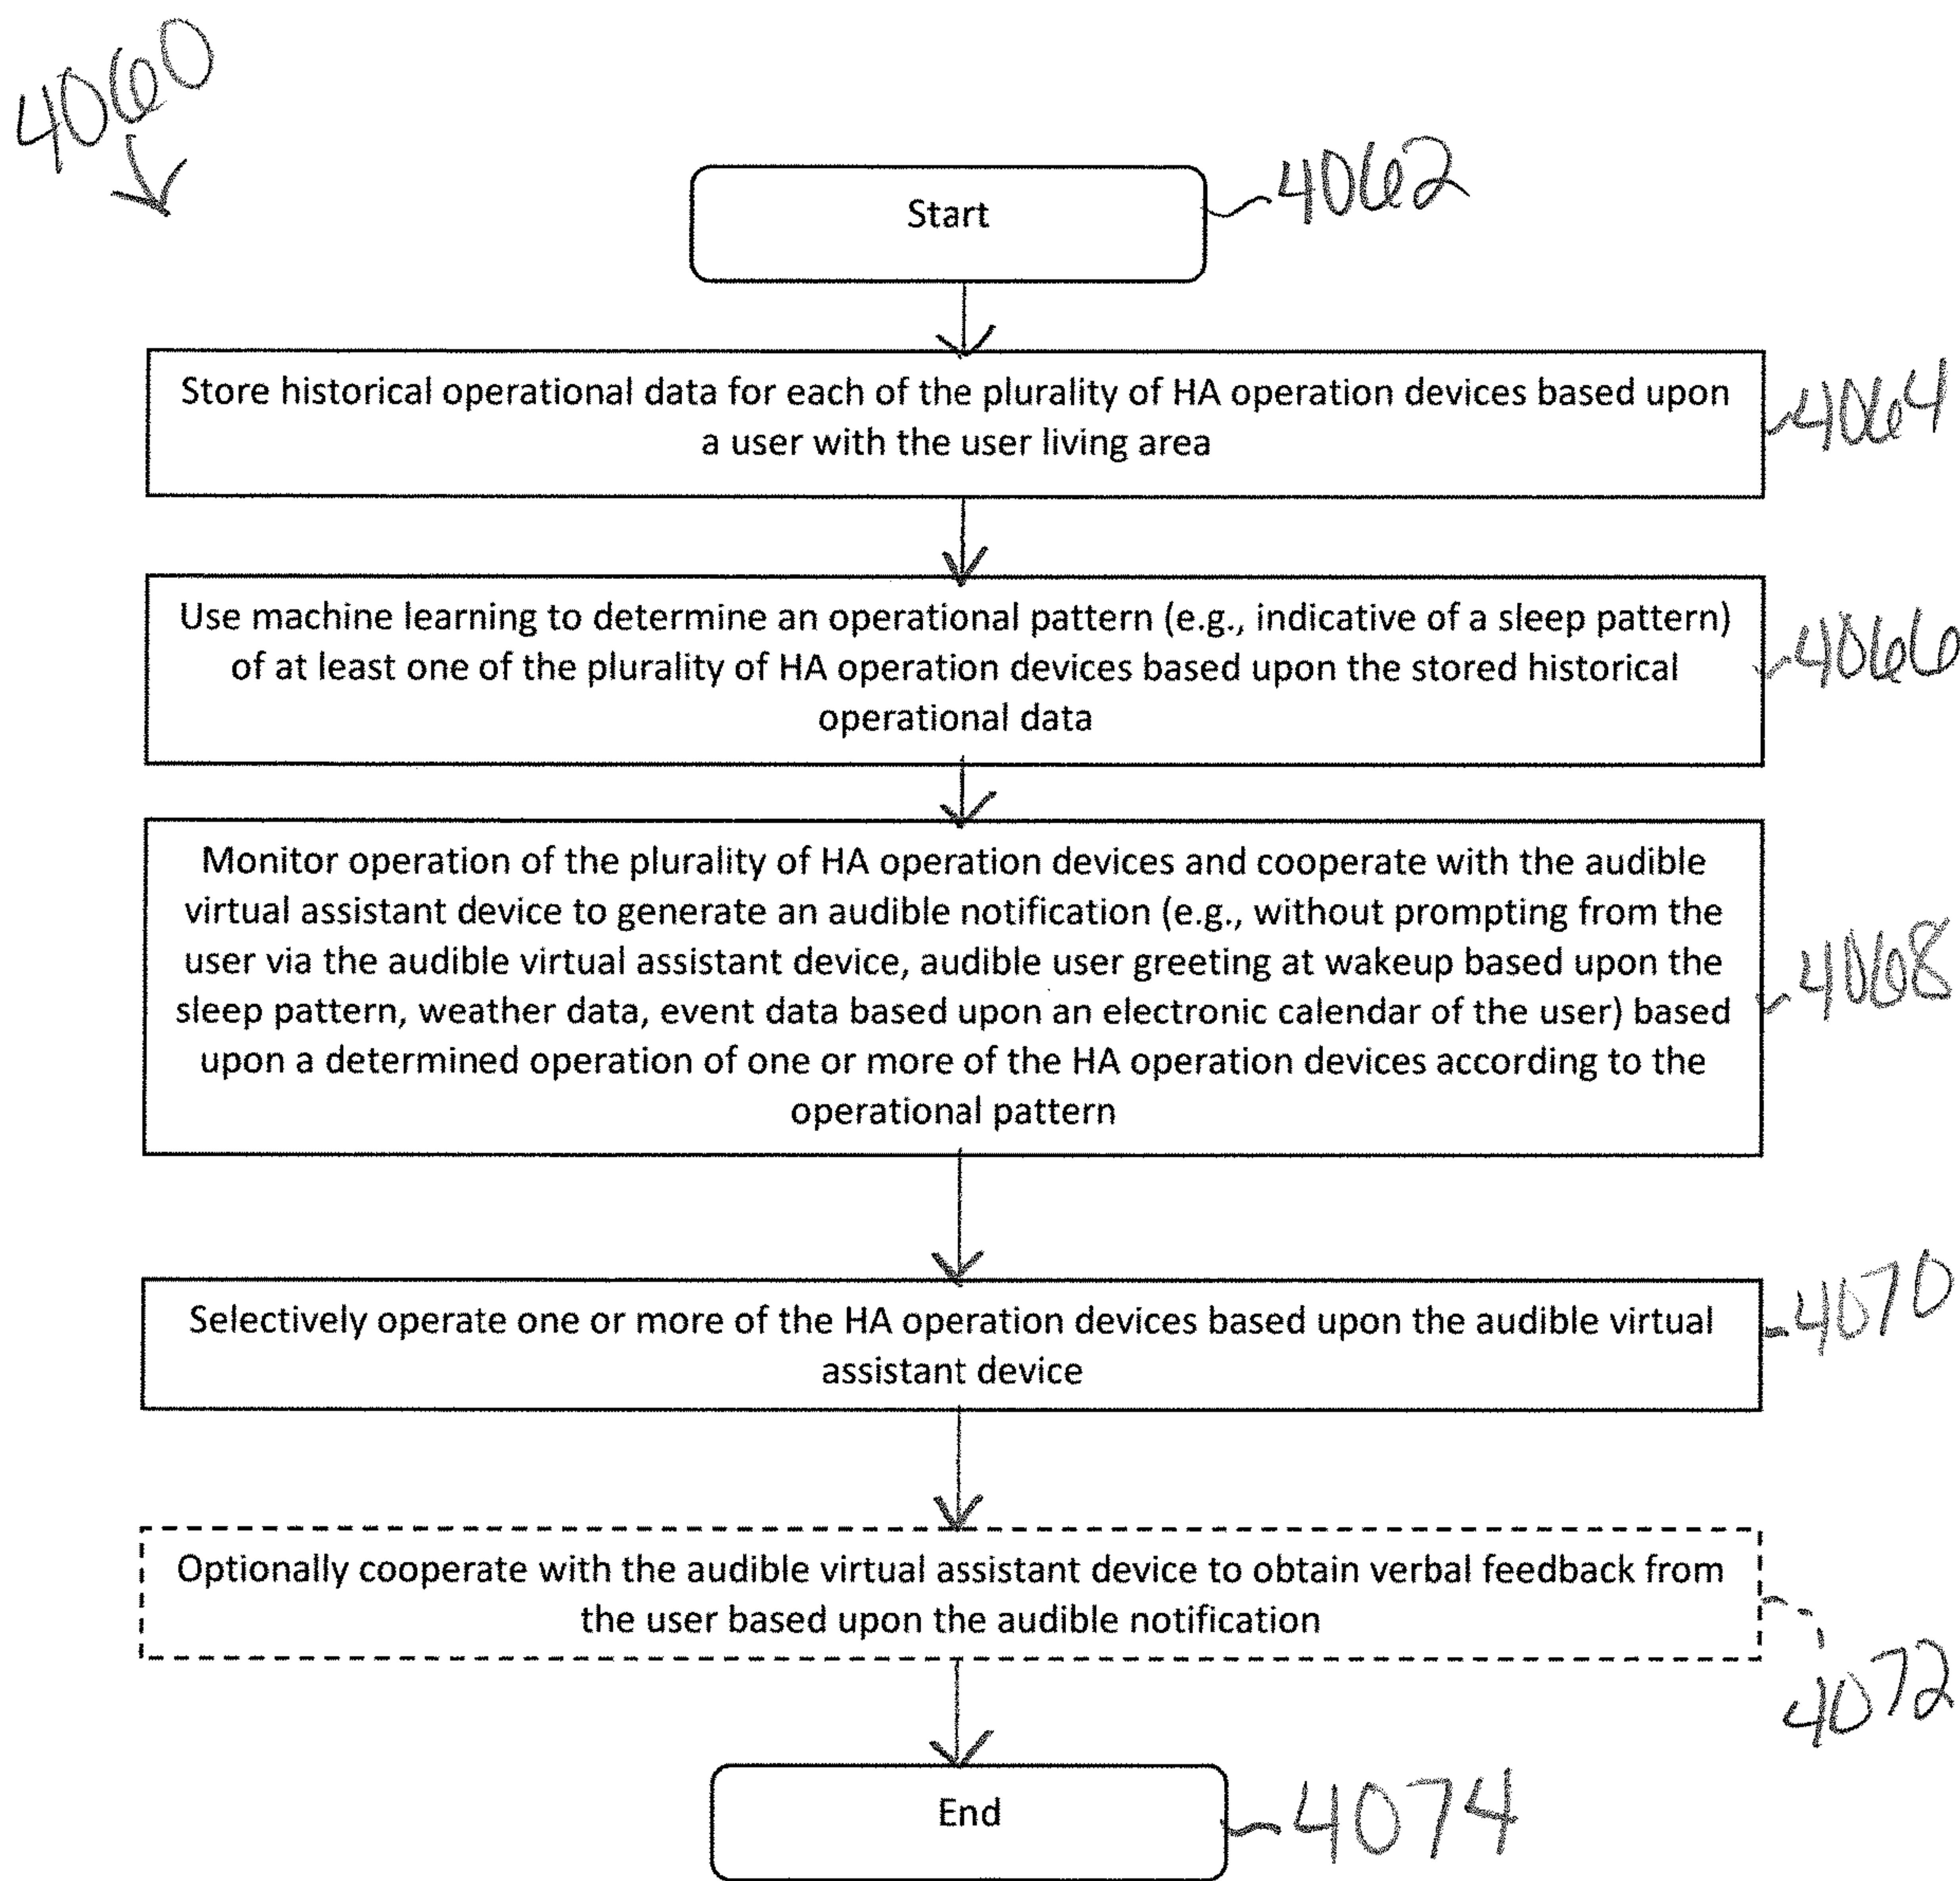 4060
Start
4062
Store historical operational data for each of the plurality of HA operation devices based upon
a user with the user living area
4064
Use machine learning to determine an operational pattern (e.g., indicative of a sleep pattern)
of at least one of the plurality of HA operation devices based upon the stored historical
operational data
4066
Monitor operation of the plurality of HA operation devices and cooperate with the audible
virtual assistant device to generate an audible notification (e.g., without prompting from the
user via the audible virtual assistant device, audible user greeting at wakeup based upon the
sleep pattern, weather data, event data based upon an electronic calendar of the user) based
upon a determined operation of one or more of the HA operation devices according to the
operational pattern
4068
Selectively operate one or more of the HA operation devices based upon the audible virtual
assistant device
4070
Optionally cooperate with the audible virtual assistant device to obtain verbal feedback from
the user based upon the audible notification
4072
End
4074